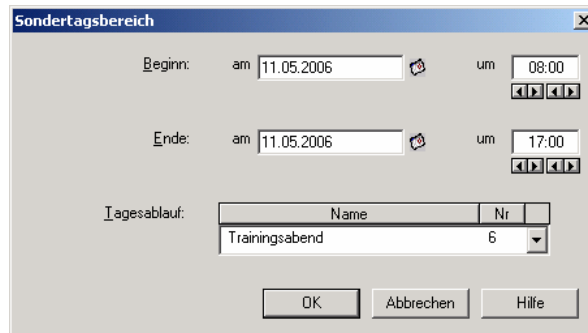 Sondertagsbereich
Beginn: am 11.05.2006 um 08:00
Ende: am 11.05.2006 um 17:00
Tagesablauf: Name Nr
Trainingsabend 6
OK Abbrechen Hilfe